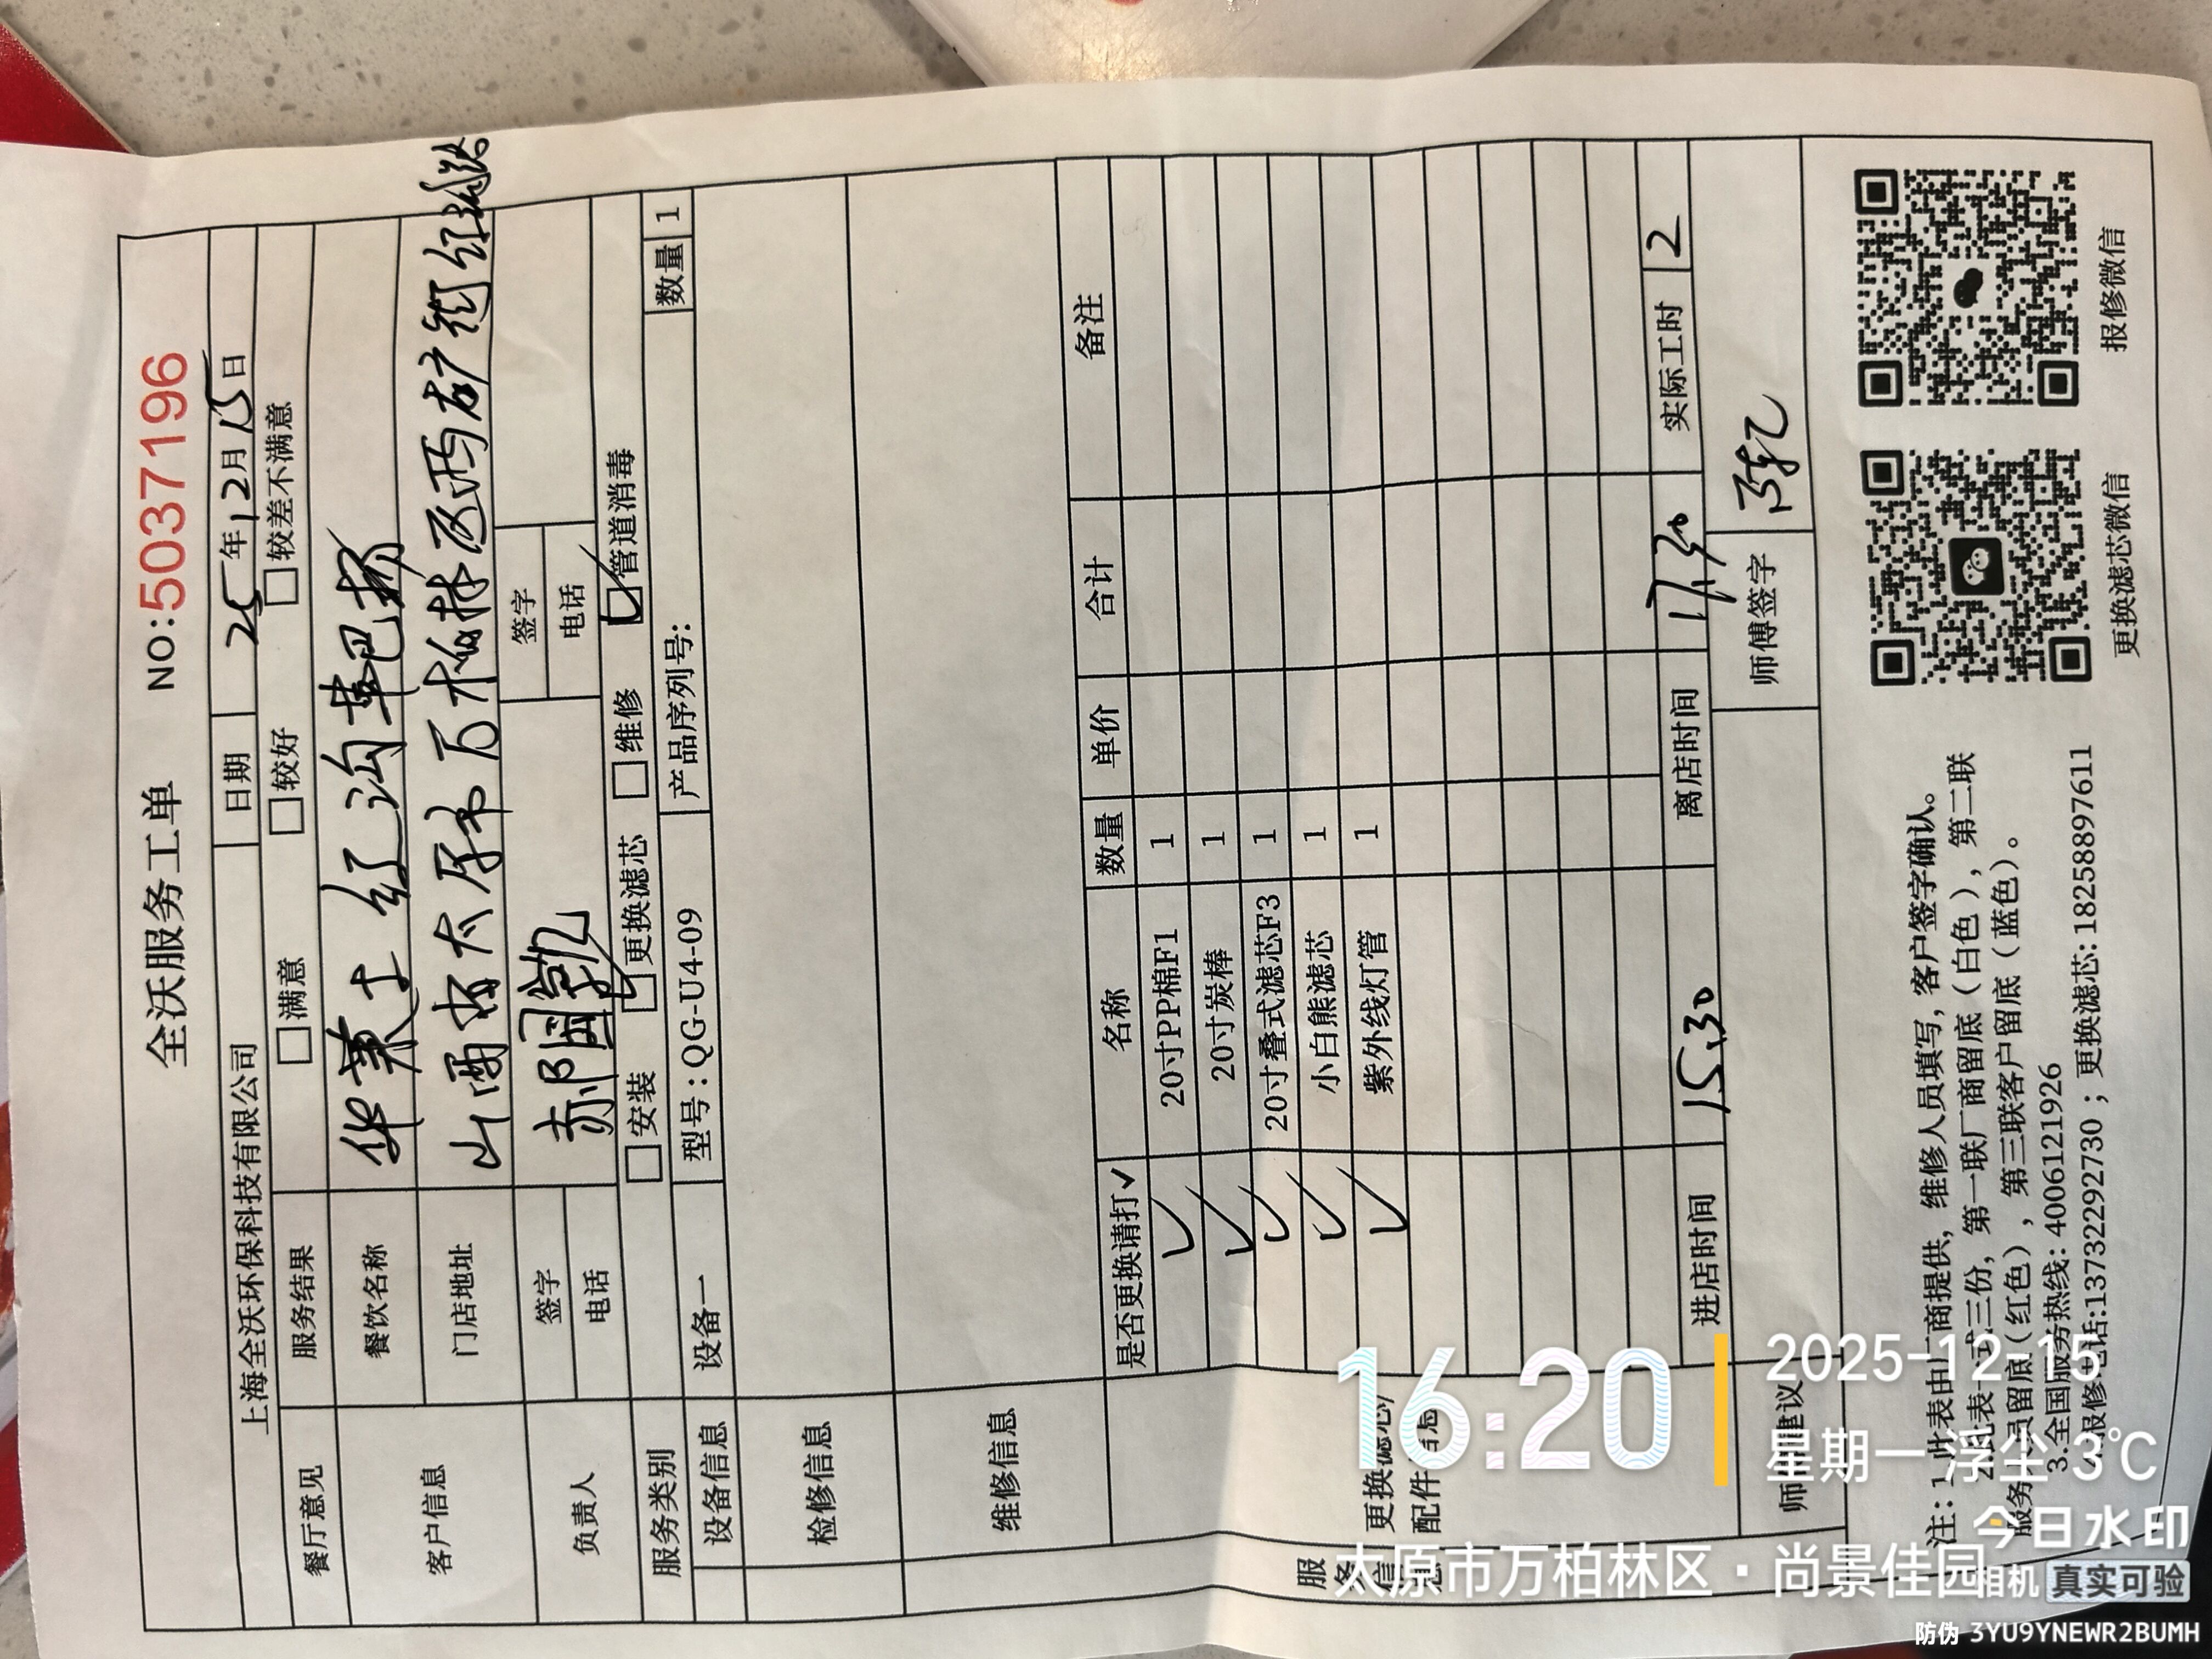 全沃服务工单 NO:5037196
上海全沃环保科技有限公司 日期 25年12月15日
餐厅意见 服务结果 满意 较好 较差不满意
客户信息 餐饮名称 华莱士红沟
门店地址 山西省太原市万柏林区西矿街红沟
负责人 签字 签字
电话 电话
服务类别 安装 更换滤芯 维修 管道消毒
设备信息 设备一 型号:QG-U4-09 产品序列号: 数量 1
检修信息
维修信息
服务信息 更换滤芯/配件信息
是否更换请打✓ 名称 数量 单价 合计 备注
✓ 20寸PP棉F1 1
✓ 20寸炭棒 1
✓ 20寸叠式滤芯F3 1
✓ 小白熊滤芯 1
✓ 紫外线灯管 1
进店时间 15:30 离店时间 17:30 实际工时 2
师傅建议 师傅签字
注:1.此表由厂商提供,维修人员填写,客户签字确认。
2.此表一式三份,第一联厂商留底(白色),第二联
服务人员留底(红色),第三联客户留底(蓝色)。
3.全国服务热线:4006121926
报修电话:13732292730;更换滤芯:18258897611
更换滤芯微信 报修微信
16:20
2025-12-15
星期一 浮尘 3℃
太原市万柏林区·尚景佳园
今日水印
相机 真实可验
防伪 3YU9YNEWR2BUMH